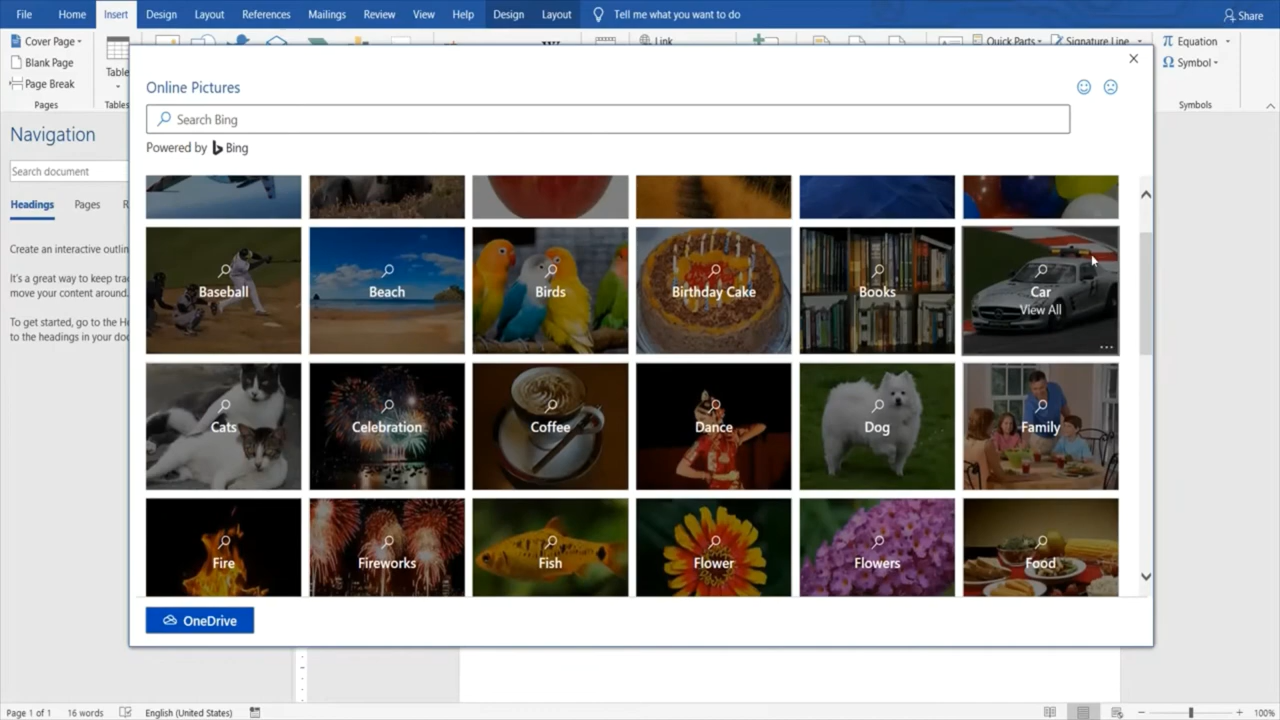 File Home Insert Design Layout References Mailings Review View Help Design Layout Tell me what you want to do Share
Cover Page Link Quick Parts Signature Line Equation
Blank Page Symbol
Page Break Table
Pages Tables Symbols
Online Pictures
Search Bing
Powered by Bing
Navigation
Search document
Headings Pages R
Create an interactive outlin
It's a great way to keep trac
move your content around.
To get started, go to the He
to the headings in your doc
Baseball Beach Birds Birthday Cake Books Car
View All
Cats Celebration Coffee Dance Dog Family
Fire Fireworks Fish Flower Flowers Food
OneDrive
Page 1 of 1 16 words English (United States) 100%